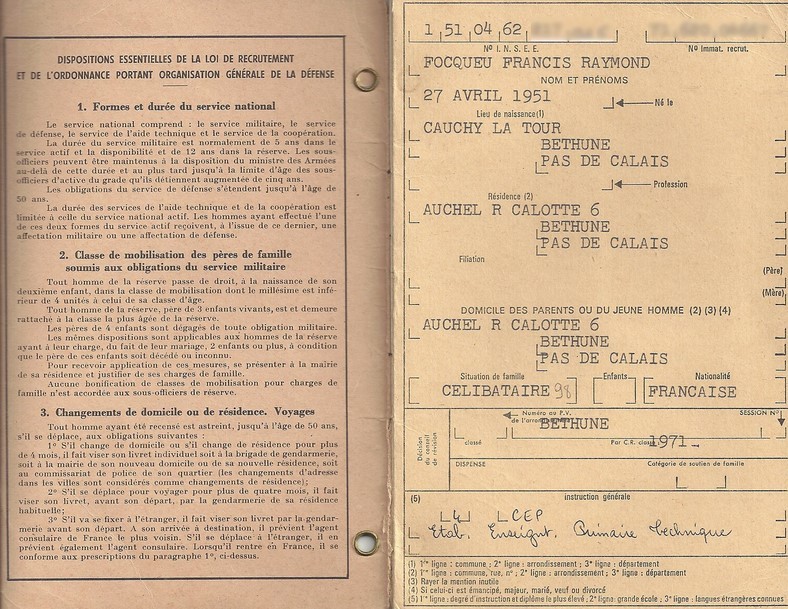 DISPOSITIONS ESSENTIELLES DE LA LOI DE RECRUTEMENT
ET DE L'ORDONNANCE PORTANT ORGANISATION GÉNÉRALE DE LA DÉFENSE
1. Formes et durée du service national
Le service national comprend : le service militaire, le service
de défense, le service de l'aide technique et le service de la coopération.
La durée du service militaire est normalement de 5 ans dans le
service actif et la disponibilité et de 12 ans dans la réserve. Les sous-
officiers peuvent être maintenus à la disposition du ministre des Armées
au-delà de cette durée et au plus tard jusqu'à la limite d'âge des sous-
officiers d'active du grade qu'ils détiennent augmentée de cinq ans.
Les obligations du service de défense s'étendent jusqu'à l'âge de
50 ans.
La durée des services de l'aide technique et de la coopération est
limitée à celle du service national actif. Les hommes ayant effectué l'une
de ces deux formes du service actif reçoivent, à l'issue de ce dernier, une
affectation militaire ou une affectation de défense.
2. Classe de mobilisation des pères de famille
soumis aux obligations du service militaire
Tout homme de la réserve passe de droit, à la naissance de son
deuxième enfant, dans la classe de mobilisation dont le millésime est infé-
rieur de 4 unités à celui de sa classe d'âge.
Tout homme de la réserve, père de 3 enfants vivants, est et demeure
rattaché à la classe la plus âgée de la réserve.
Les pères de 4 enfants sont dégagés de toute obligation militaire.
Les mêmes dispositions sont applicables aux hommes de la réserve
ayant à leur charge, du fait de leur mariage, 2 enfants ou plus, à condition
que le père de ces enfants soit décédé ou inconnu.
Pour recevoir application de ces mesures, se présenter à la mairie
de sa résidence et justifier de ses charges de famille.
Aucune bonification de classes de mobilisation pour charges de
famille n'est accordée aux sous-officiers de réserve.
3. Changements de domicile ou de résidence. Voyages
Tout homme ayant été recensé est astreint, jusqu'à l'âge de 50 ans,
s'il se déplace, aux obligations suivantes :
1° S'il change de domicile ou s'il change de résidence pour plus
de 4 mois, il fait viser son livret individuel soit à la brigade de gendarmerie,
soit à la mairie de son nouveau domicile ou de sa nouvelle résidence, soit
au commissariat de police de son quartier (les changements d'adresse
dans les villes sont considérés comme changements de résidence);
2° S'il se déplace pour voyager pour plus de quatre mois, il fait
viser son livret, avant son départ, par la gendarmerie de sa résidence
habituelle;
3° S'il va se fixer à l'étranger, il fait viser son livret par la gendar-
merie avant son départ. A son arrivée à destination, il prévient l'agent
consulaire de France le plus voisin. S'il se déplace à l'étranger, il en
prévient également l'agent consulaire. Lorsqu'il rentre en France, il se
conforme aux prescriptions du paragraphe 1°, ci-dessus.
1 51 04 62
N° I. N. S. E. E. N° Immat. recrut.
FOCQUEU FRANCIS RAYMOND
NOM ET PRÉNOMS
27 AVRIL 1951 Né le
Lieu de naissance(1)
CAUCHY LA TOUR
BETHUNE
PAS DE CALAIS
Profession
Résidence (2)
AUCHEL R CALOTTE 6
BETHUNE
PAS DE CALAIS
Filiation
(Père)
(Mère)
DOMICILE DES PARENTS OU DU JEUNE HOMME (2) (3) (4)
AUCHEL R CALOTTE 6
BETHUNE
PAS DE CALAIS
Situation de famille Enfants Nationalité
CELIBATAIRE 98 FRANCAISE
Numéro au P.V. SESSION N°
de l'arrond BETHUNE
Décision du conseil de révision
classé Par C.R. classe 1971
DISPENSE Catégorie de soutien de famille
(5) instruction générale
4 CEP
Etab. Enseignt. Primaire technique
(1) 1re ligne : commune ; 2e ligne : arrondissement ; 3e ligne : département
(2) 1re ligne : commune, rue, n° ; 2e ligne : arrondissement ; 3e ligne : département
(3) Rayer la mention inutile
(4) Si celui-ci est émancipé, majeur, marié, veuf ou divorcé
(5) 1re ligne : degré d'instruction et diplôme le plus élevé ; 2e ligne: grande école ; 3e ligne : langues étrangères connues